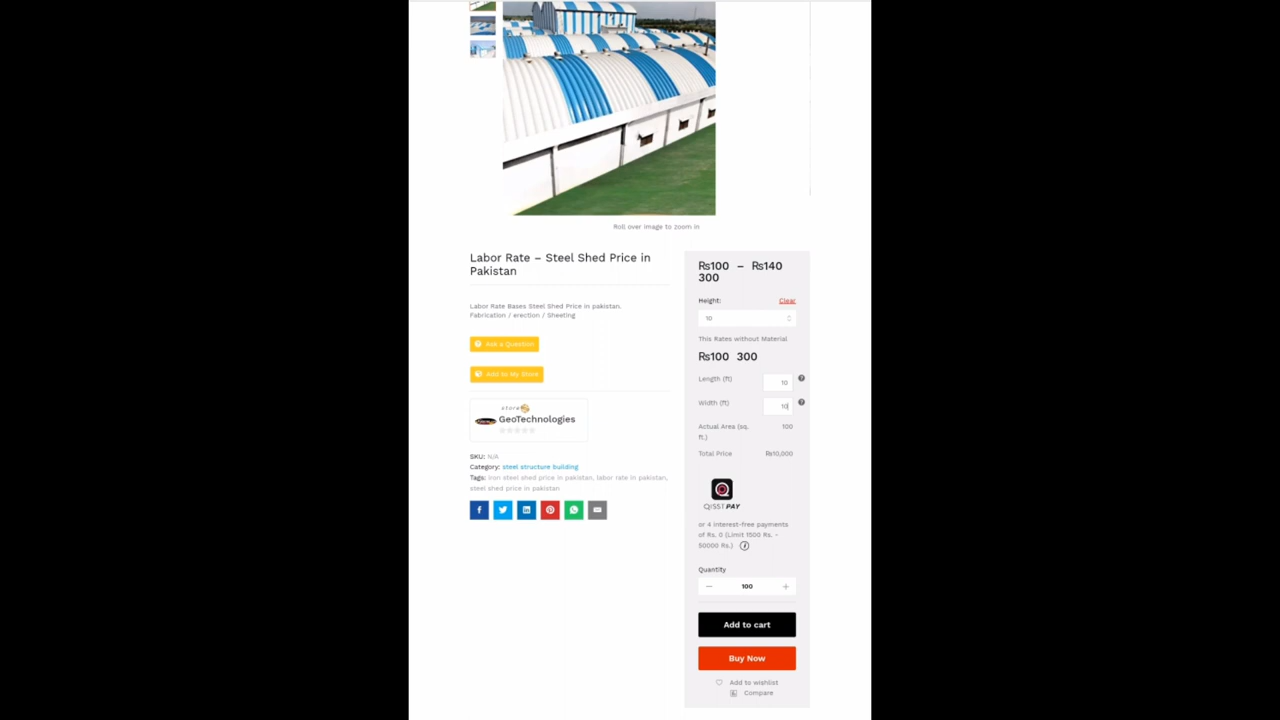 Roll over image to zoom in
Labor Rate – Steel Shed Price in
Pakistan
Labor Rate Bases Steel Shed Price in pakistan.
Fabrication / erection / Sheeting
Ask a Question
Add to My Store
store
GeoTechnologies
SKU: N/A
Category: steel structure building
Tags: iron steel shed price in pakistan, labor rate in pakistan,
steel shed price in pakistan
₨100 – ₨140
300
Height: Clear
10
This Rates without Material
₨100 300
Length (ft) 10
Width (ft) 10
Actual Area (sq. 100
ft.)
Total Price ₨10,000
QISSTPAY
or 4 interest-free payments
of Rs. 0 (Limit 1500 Rs. -
50000 Rs.)
Quantity
− 100 +
Add to cart
Buy Now
Add to wishlist
Compare